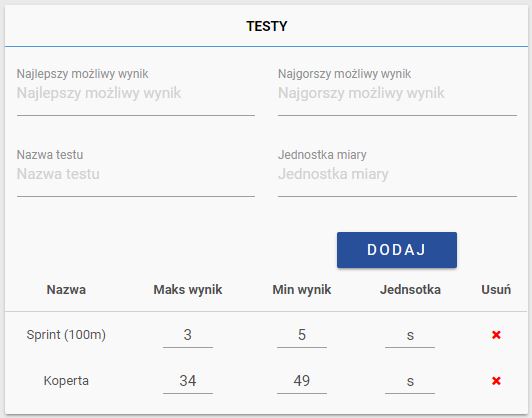 TESTY
Najlepszy możliwy wynik Najgorszy możliwy wynik
Najlepszy możliwy wynik Najgorszy możliwy wynik
Nazwa testu Jednostka miary
Nazwa testu Jednostka miary
DODAJ
Nazwa Maks wynik Min wynik Jednsotka Usuń
Sprint (100m) 3 5 s
Koperta 34 49 s